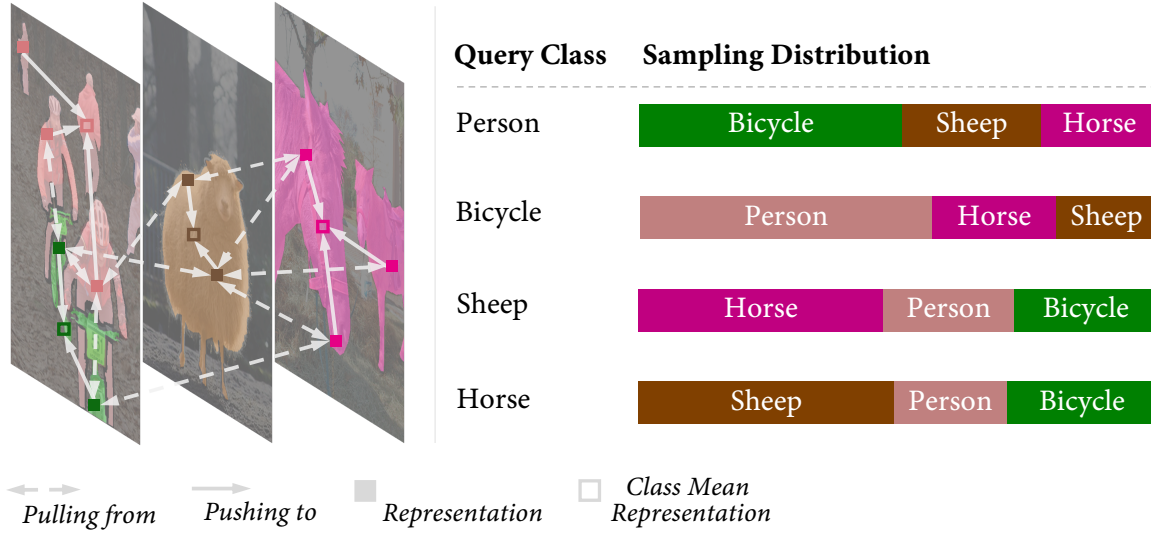 Query Class Sampling Distribution
Person Bicycle Sheep Horse
Bicycle Person Horse Sheep
Sheep Horse Person Bicycle
Horse Sheep Person Bicycle
Pulling from Pushing to Representation Class Mean
Representation